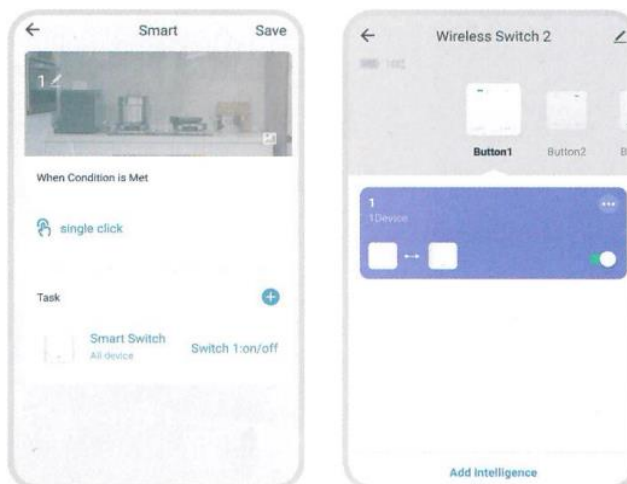 Smart
Save
1
When Condition is Met
single click
Task
Smart Switch
All device
Switch 1:on/off
Wireless Switch 2
Button1
Button2
B
1
1Device
Add Intelligence